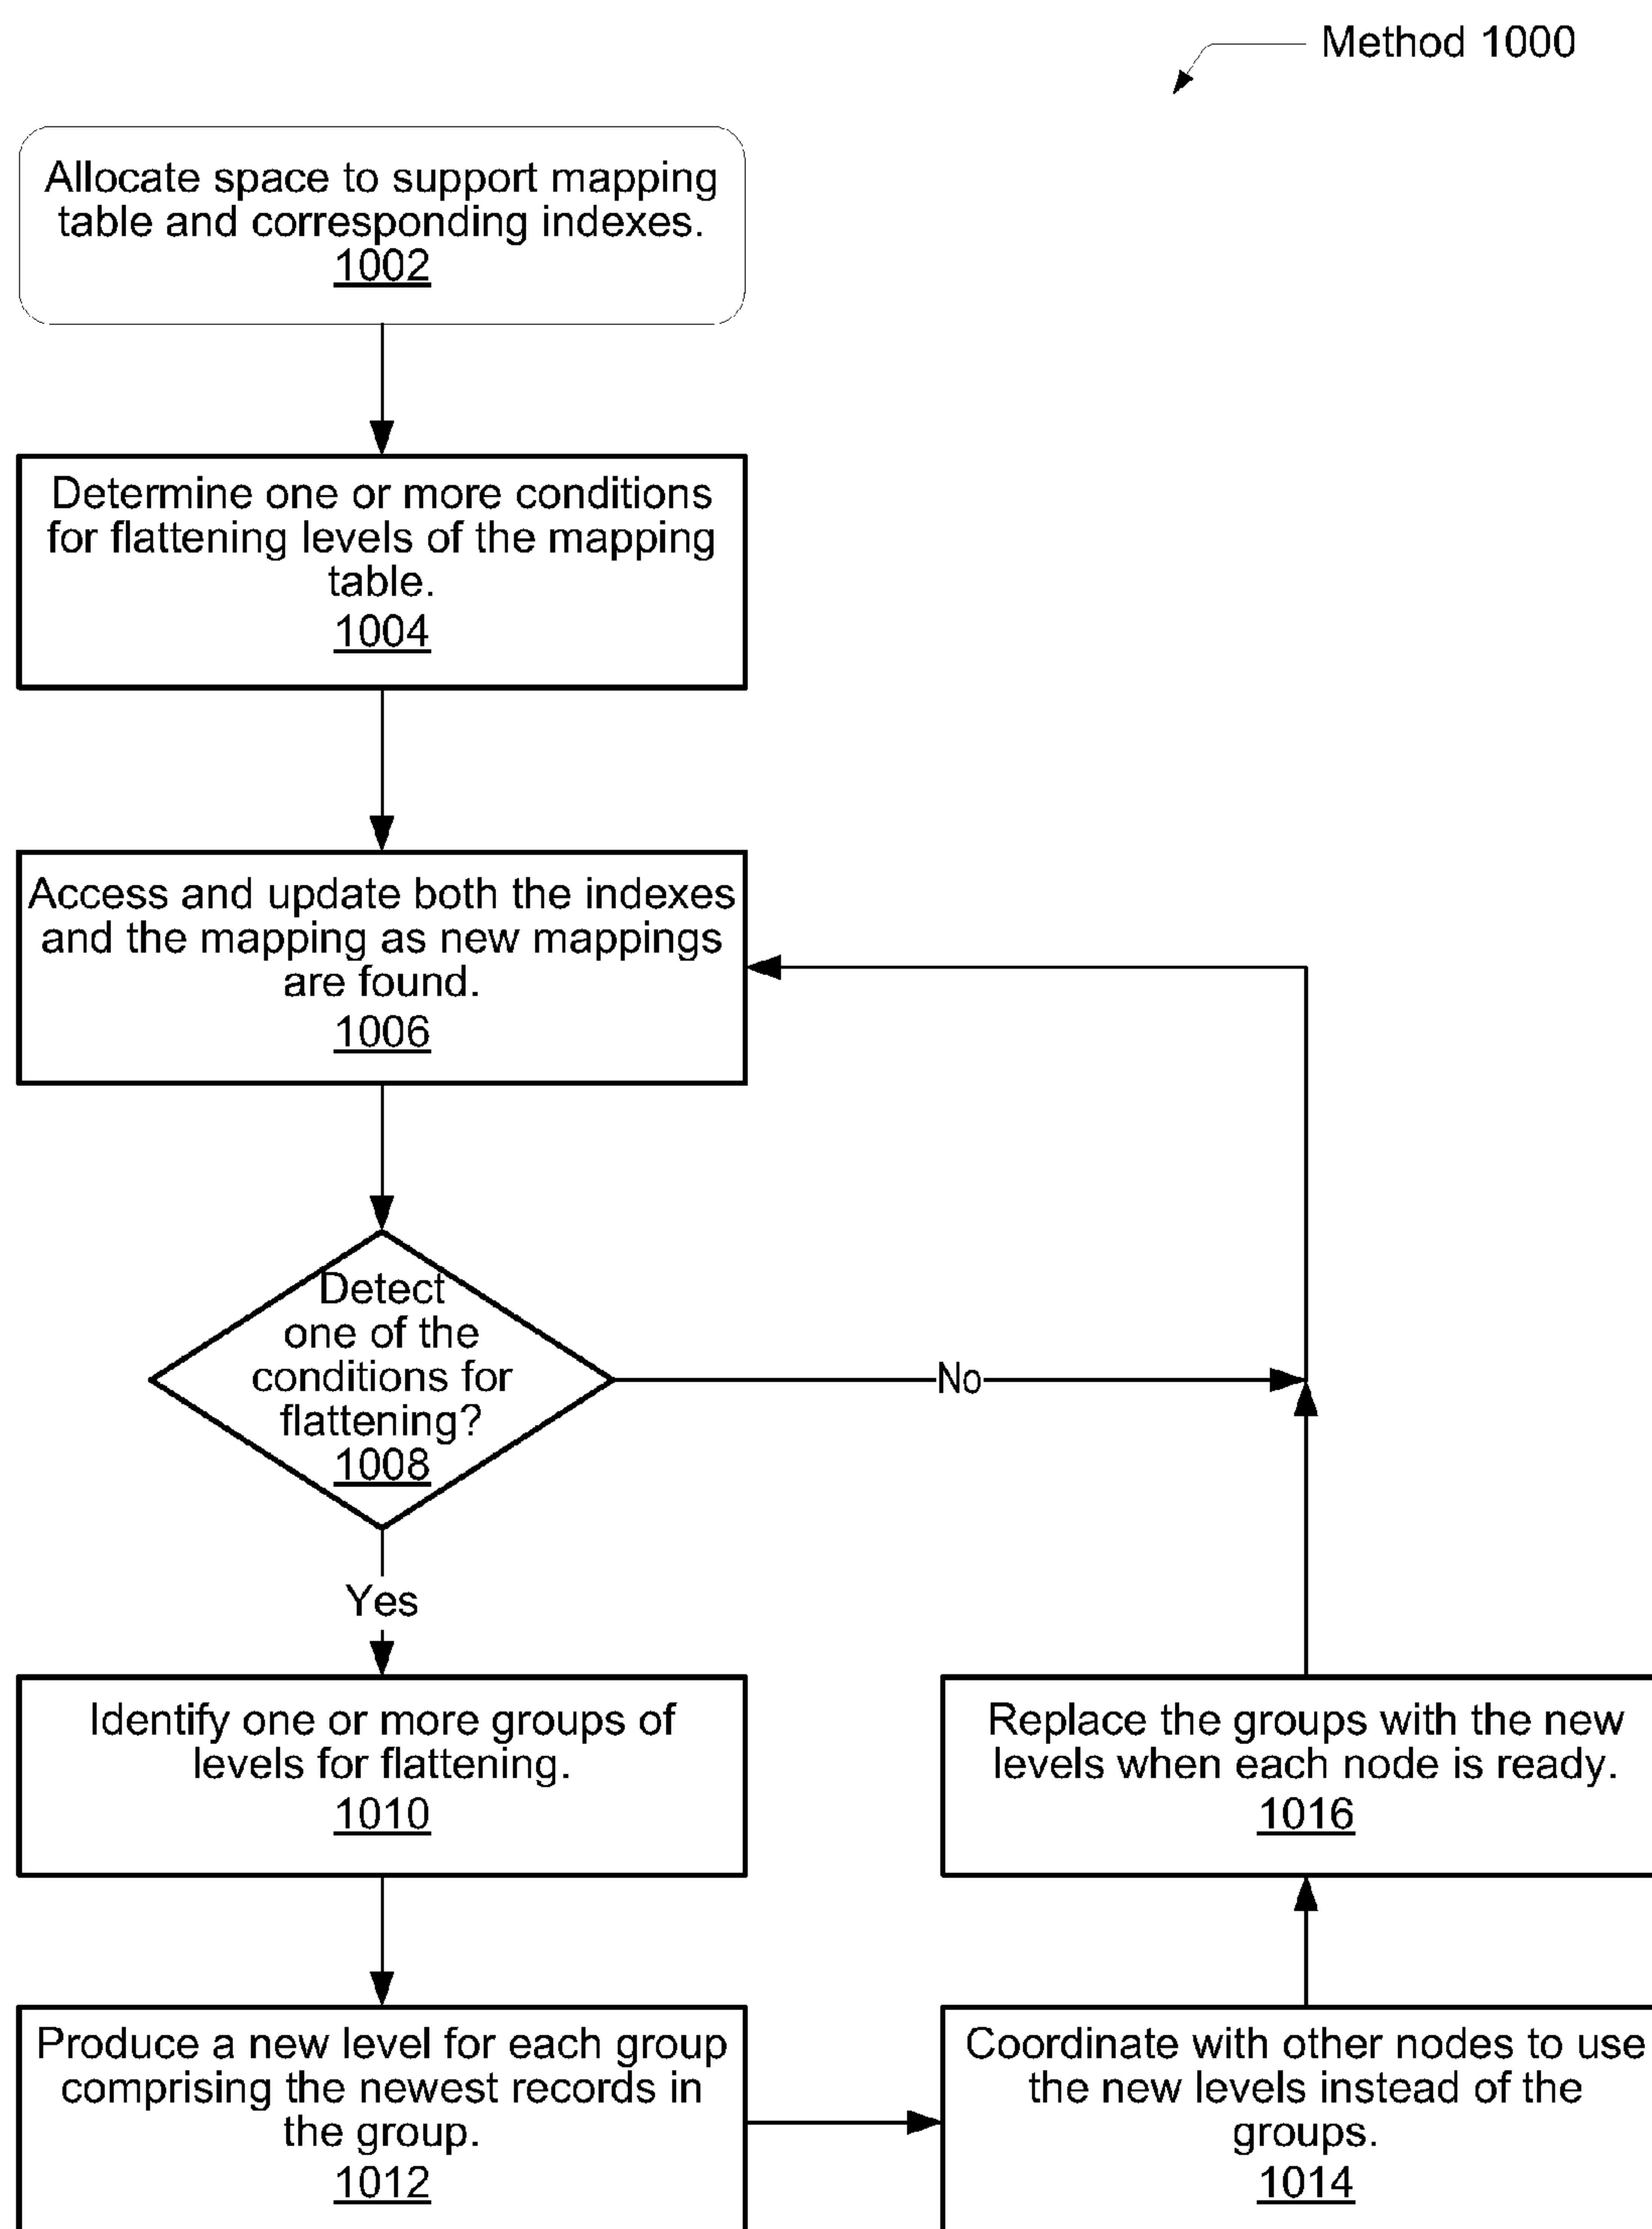 Method 1000
Allocate space to support mapping
table and corresponding indexes.
1002
Determine one or more conditions
for flattening levels of the mapping
table.
1004
Access and update both the indexes
and the mapping as new mappings
are found.
1006
Detect
one of the
conditions for
flattening?
1008
No
Yes
Identify one or more groups of
levels for flattening.
1010
Produce a new level for each group
comprising the newest records in
the group.
1012
Coordinate with other nodes to use
the new levels instead of the
groups.
1014
Replace the groups with the new
levels when each node is ready.
1016